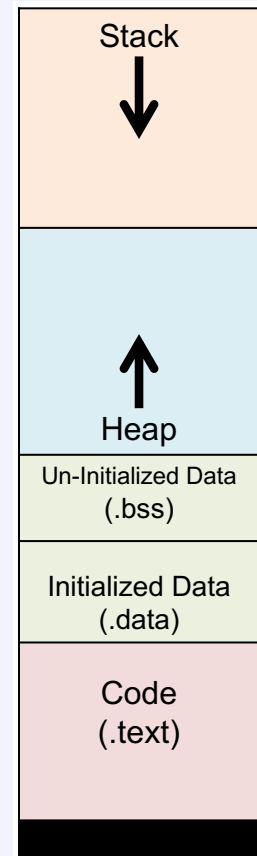 Stack
Heap
Un-Initialized Data
(.bss)
Initialized Data
(.data)
Code
(.text)